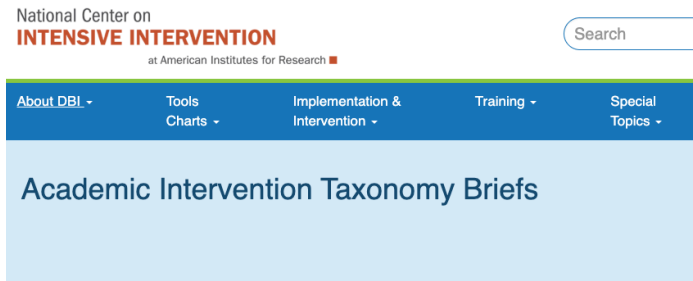 National Center on
INTENSIVE INTERVENTION
at American Institutes for Research
Search
About DBI
Tools
Charts
Implementation &
Intervention
Training
Special
Topics
Academic Intervention Taxonomy Briefs